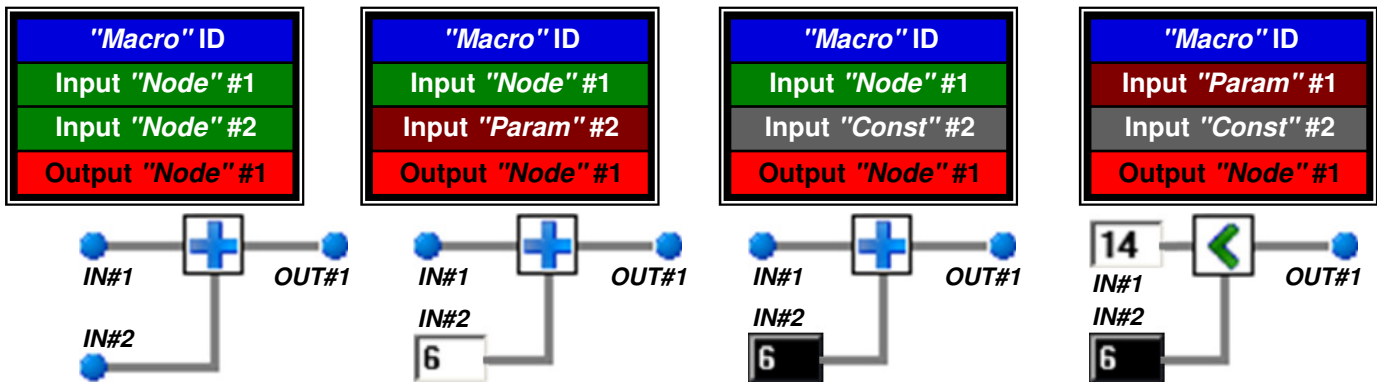 "Macro" ID
Input "Node" #1
Input "Node" #2
Output "Node" #1
IN#1
OUT#1
IN#2
"Macro" ID
Input "Node" #1
Input "Param" #2
Output "Node" #1
IN#1
OUT#1
IN#2
6
"Macro" ID
Input "Node" #1
Input "Const" #2
Output "Node" #1
IN#1
OUT#1
IN#2
6
"Macro" ID
Input "Param" #1
Input "Const" #2
Output "Node" #1
14
IN#1
OUT#1
IN#2
6